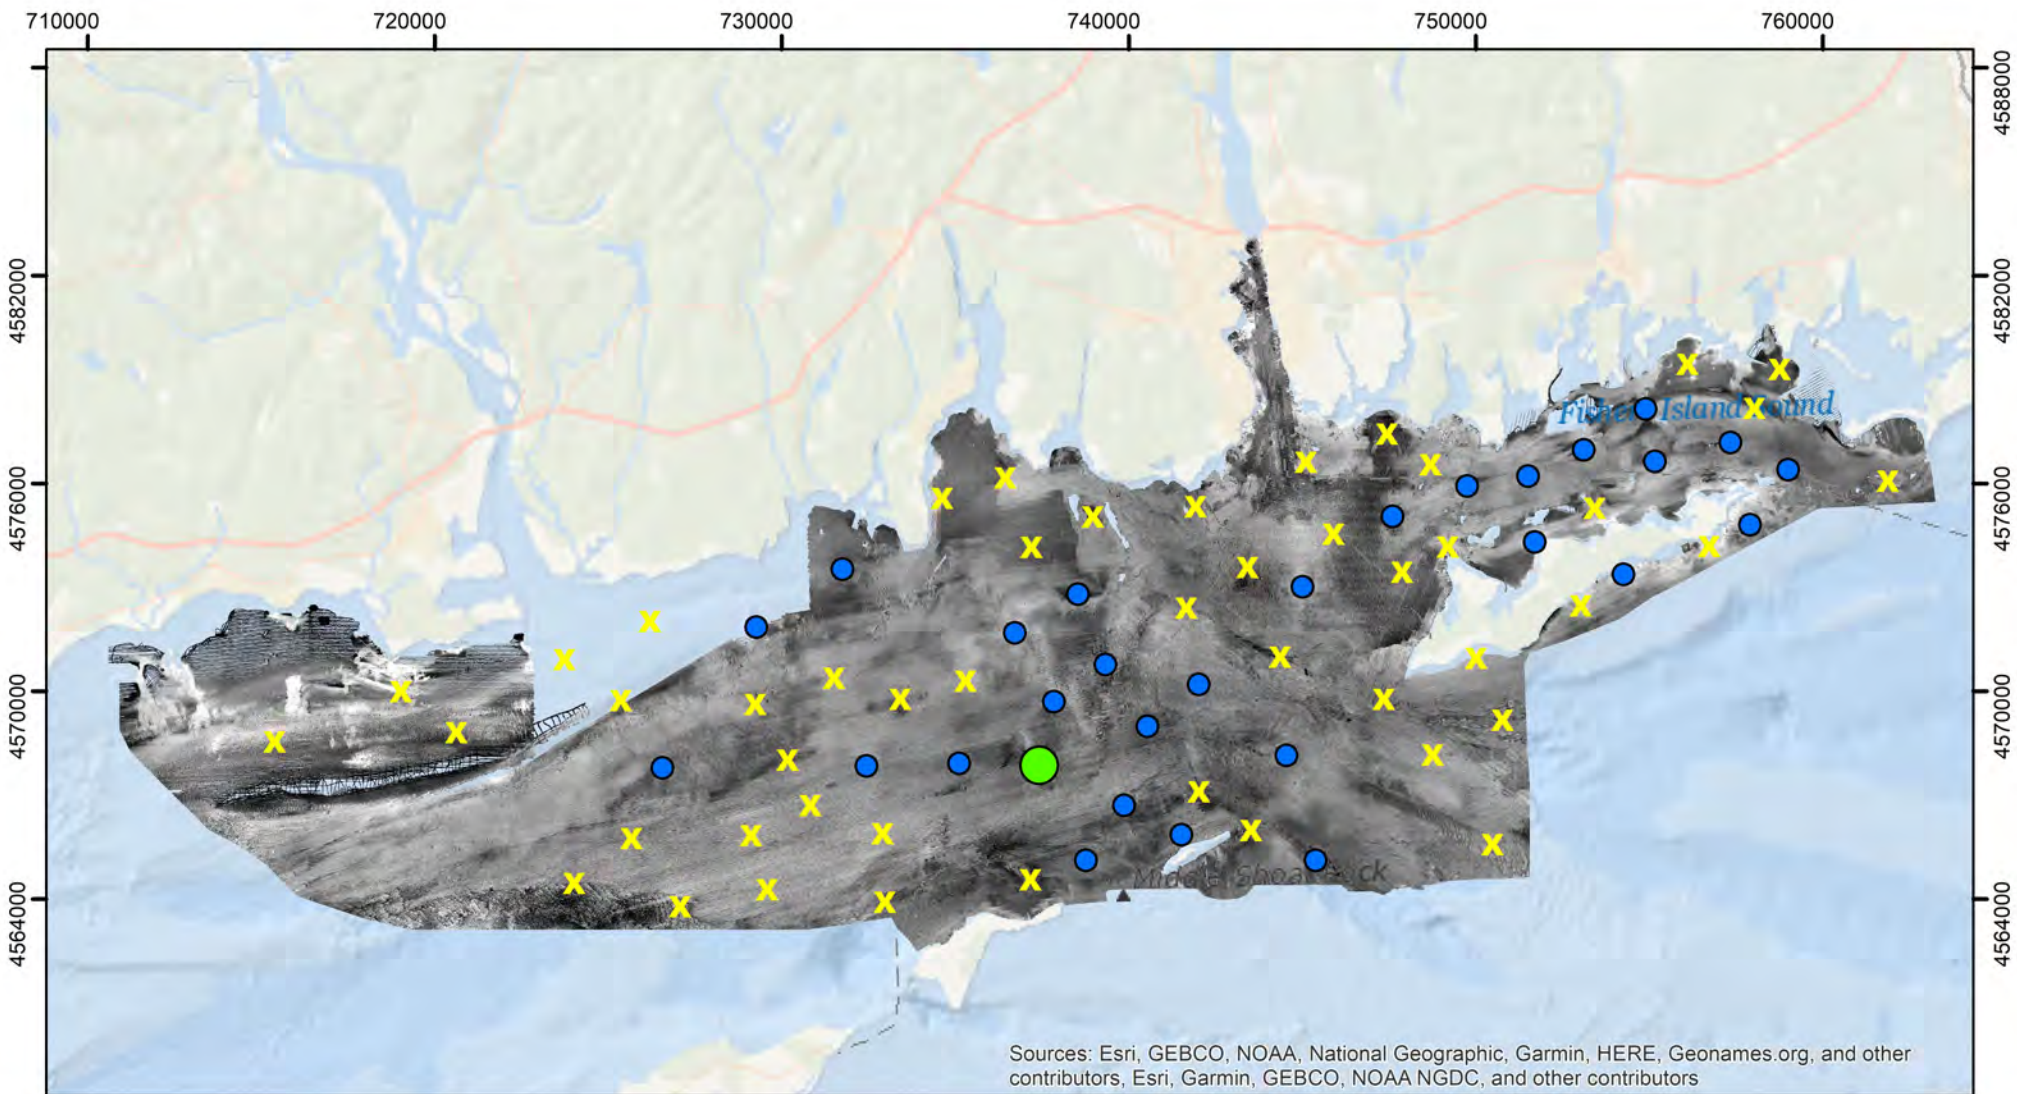 710000 720000 730000 740000 750000 760000
4588000
4582000 4582000
Fishers Island Sound
4576000 4576000
4570000 4570000
Middle Shoal Rock
4564000 4564000
X X X X X X X X X X X X X X X X X X X X X X X X X X X X X X X X X X X X X X X X X X X X X X X
Sources: Esri, GEBCO, NOAA, National Geographic, Garmin, HERE, Geonames.org, and other
contributors, Esri, Garmin, GEBCO, NOAA NGDC, and other contributors